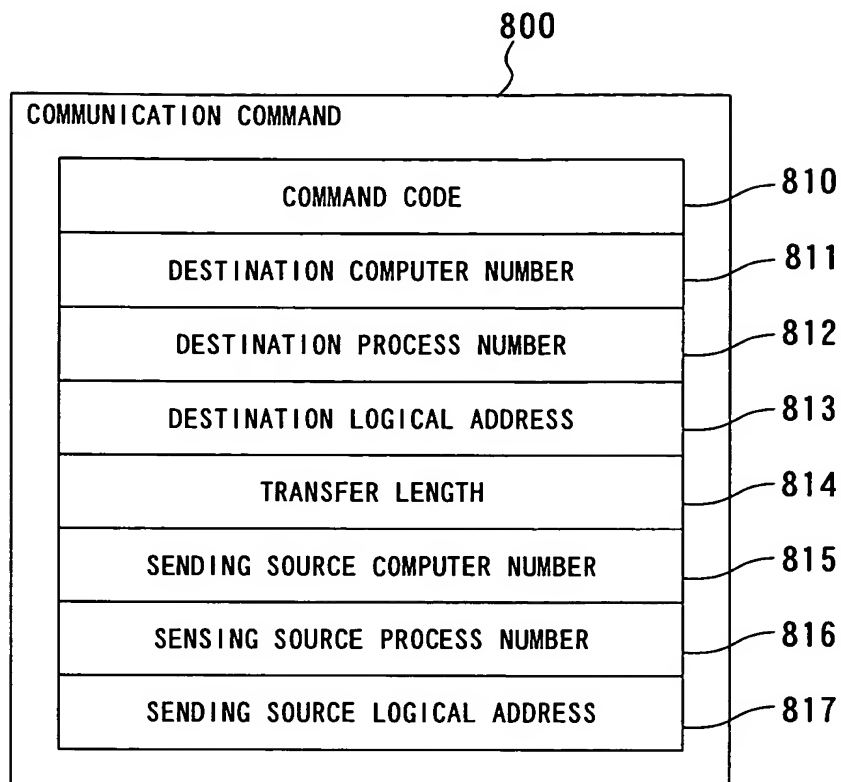 800
COMMUNICATION COMMAND
COMMAND CODE 810
DESTINATION COMPUTER NUMBER 811
DESTINATION PROCESS NUMBER 812
DESTINATION LOGICAL ADDRESS 813
TRANSFER LENGTH 814
SENDING SOURCE COMPUTER NUMBER 815
SENSING SOURCE PROCESS NUMBER 816
SENDING SOURCE LOGICAL ADDRESS 817